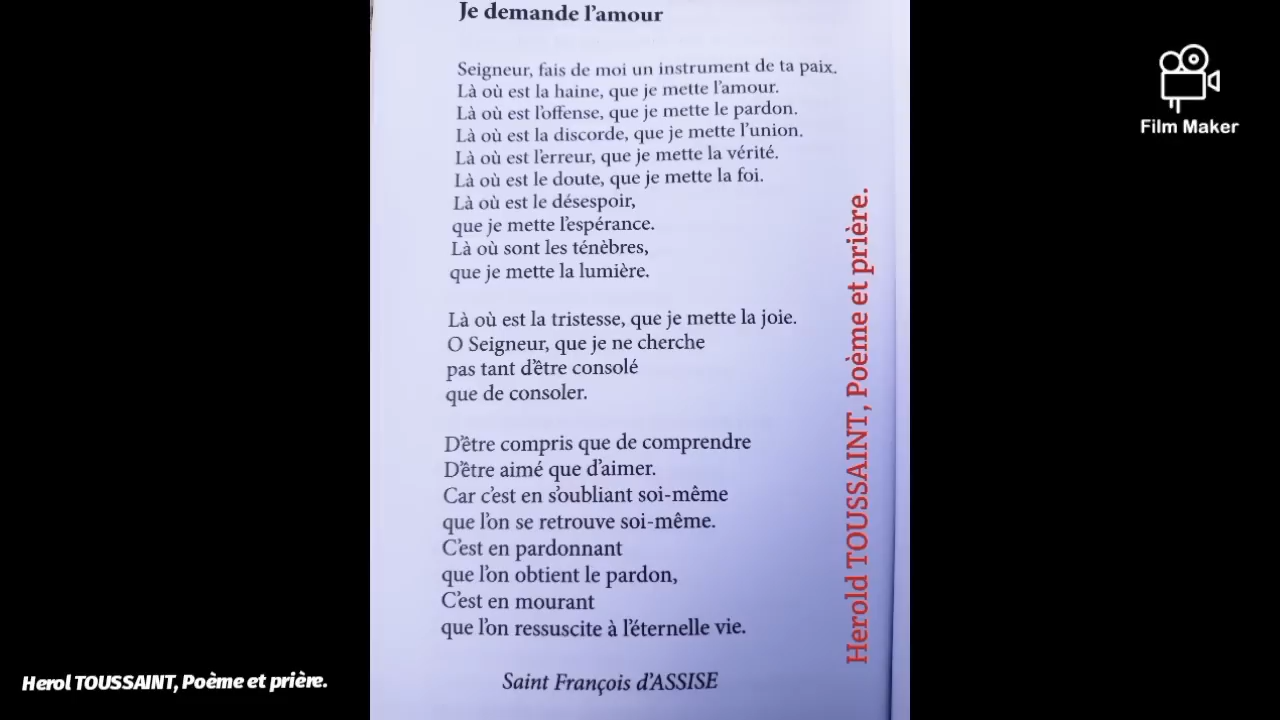 Je demande l'amour
Seigneur, fais de moi un instrument de ta paix.
Là où est la haine, que je mette l'amour.
Là où est l'offense, que je mette le pardon.
Là où est la discorde, que je mette l'union.
Là où est l'erreur, que je mette la vérité.
Là où est le doute, que je mette la foi.
Là où est le désespoir,
que je mette l'espérance.
Là où sont les ténèbres,
que je mette la lumière.
Là où est la tristesse, que je mette la joie.
O Seigneur, que je ne cherche
pas tant d'être consolé
que de consoler.
D'être compris que de comprendre
D'être aimé que d'aimer.
Car c'est en s'oubliant soi-même
que l'on se retrouve soi-même.
C'est en pardonnant
que l'on obtient le pardon,
C'est en mourant
que l'on ressuscite à l'éternelle vie.
Saint François d'ASSISE
Herold TOUSSAINT, Poème et prière.
Film Maker
Herol TOUSSAINT, Poème et prière.